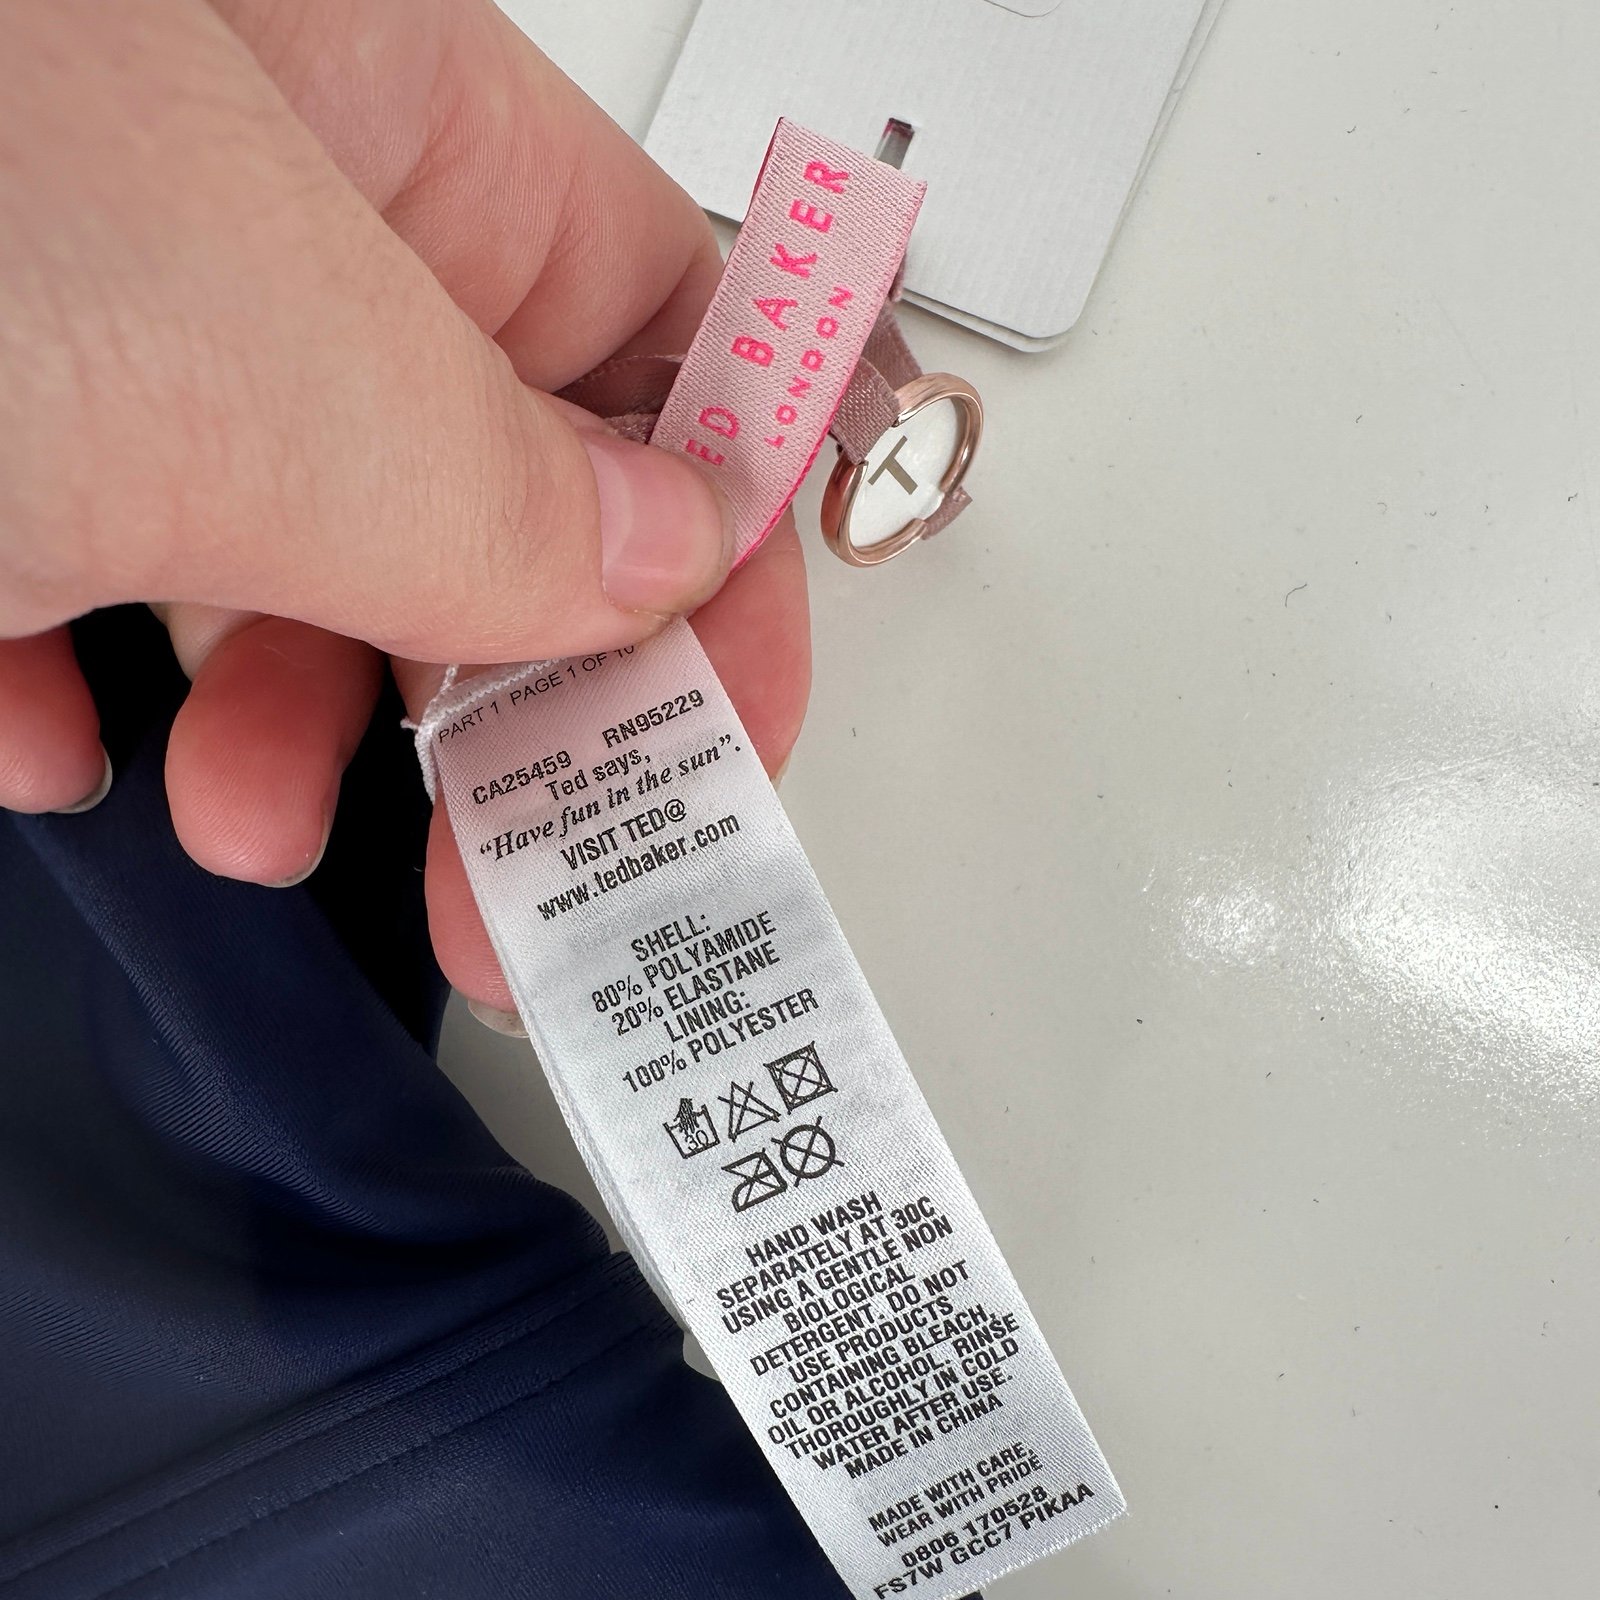 ED BAKER
LONDON
T
PART 1 PAGE 1 OF 10
CA25459 RN95229
Ted says,
“Have fun in the sun”.
VISIT TED@
www.tedbaker.com
SHELL:
80% POLYAMIDE
20% ELASTANE
LINING:
100% POLYESTER
30
HAND WASH
SEPARATELY AT 30C
USING A GENTLE NON
BIOLOGICAL
DETERGENT. DO NOT
USE PRODUCTS
CONTAINING BLEACH,
OIL OR ALCOHOL. RINSE
THOROUGHLY IN COLD
WATER AFTER USE.
MADE IN CHINA
MADE WITH CARE,
WEAR WITH PRIDE
0806 170528
FS7W GCC7 PIKAA